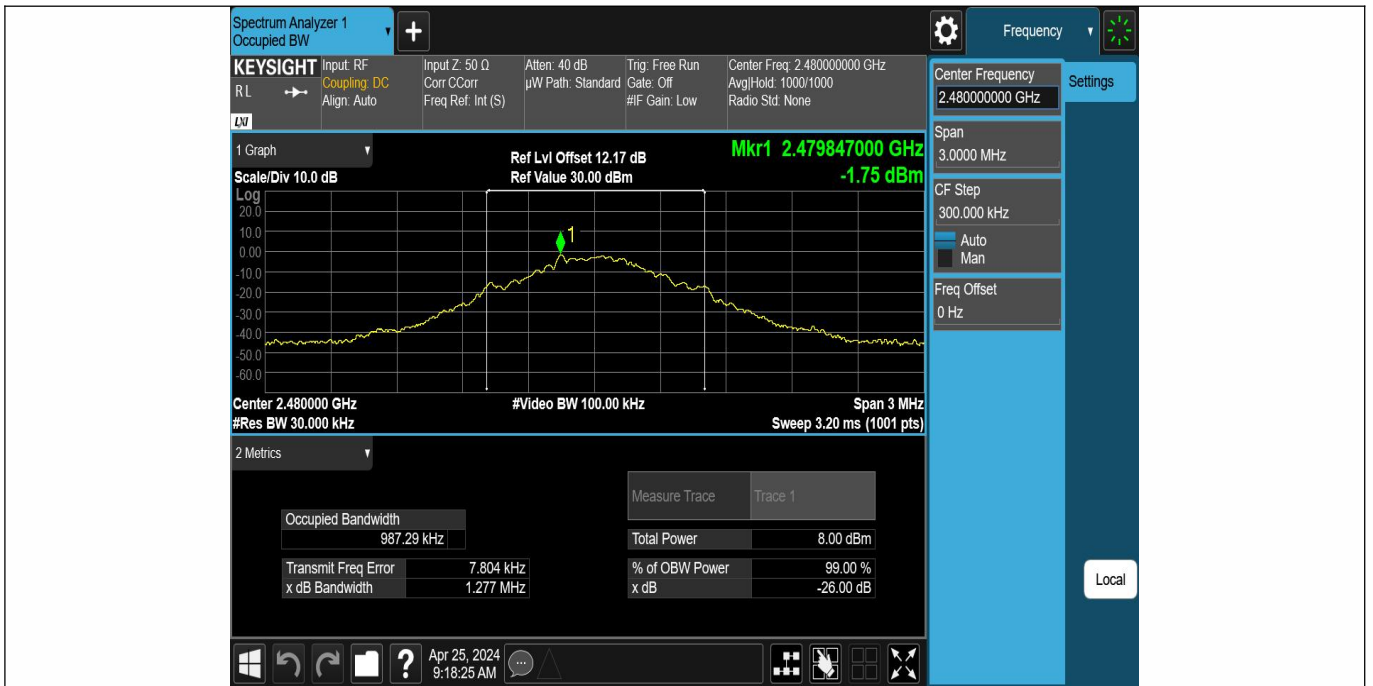 Spectrum Analyzer 1
Occupied BW
+
Frequency
KEYSIGHT
RL
LXI
Input: RF
Coupling: DC
Align: Auto
Input Z: 50 Ω
Corr CCorr
Freq Ref: Int (S)
Atten: 40 dB
µW Path: Standard
Trig: Free Run
Gate: Off
#IF Gain: Low
Center Freq: 2.480000000 GHz
Avg|Hold: 1000/1000
Radio Std: None
Center Frequency
2.480000000 GHz
Settings
Span
3.0000 MHz
CF Step
300.000 kHz
Auto
Man
Freq Offset
0 Hz
Local
1 Graph
Scale/Div 10.0 dB
Ref Lvl Offset 12.17 dB
Ref Value 30.00 dBm
Mkr1 2.479847000 GHz
-1.75 dBm
Log
20.0
10.0
0.00
-10.0
-20.0
-30.0
-40.0
-50.0
-60.0
1
Center 2.480000 GHz
#Video BW 100.00 kHz
Span 3 MHz
#Res BW 30.000 kHz
Sweep 3.20 ms (1001 pts)
2 Metrics
Measure Trace Trace 1
Occupied Bandwidth
987.29 kHz
Total Power 8.00 dBm
Transmit Freq Error 7.804 kHz
% of OBW Power 99.00 %
x dB Bandwidth 1.277 MHz
x dB -26.00 dB
?
Apr 25, 2024
9:18:25 AM